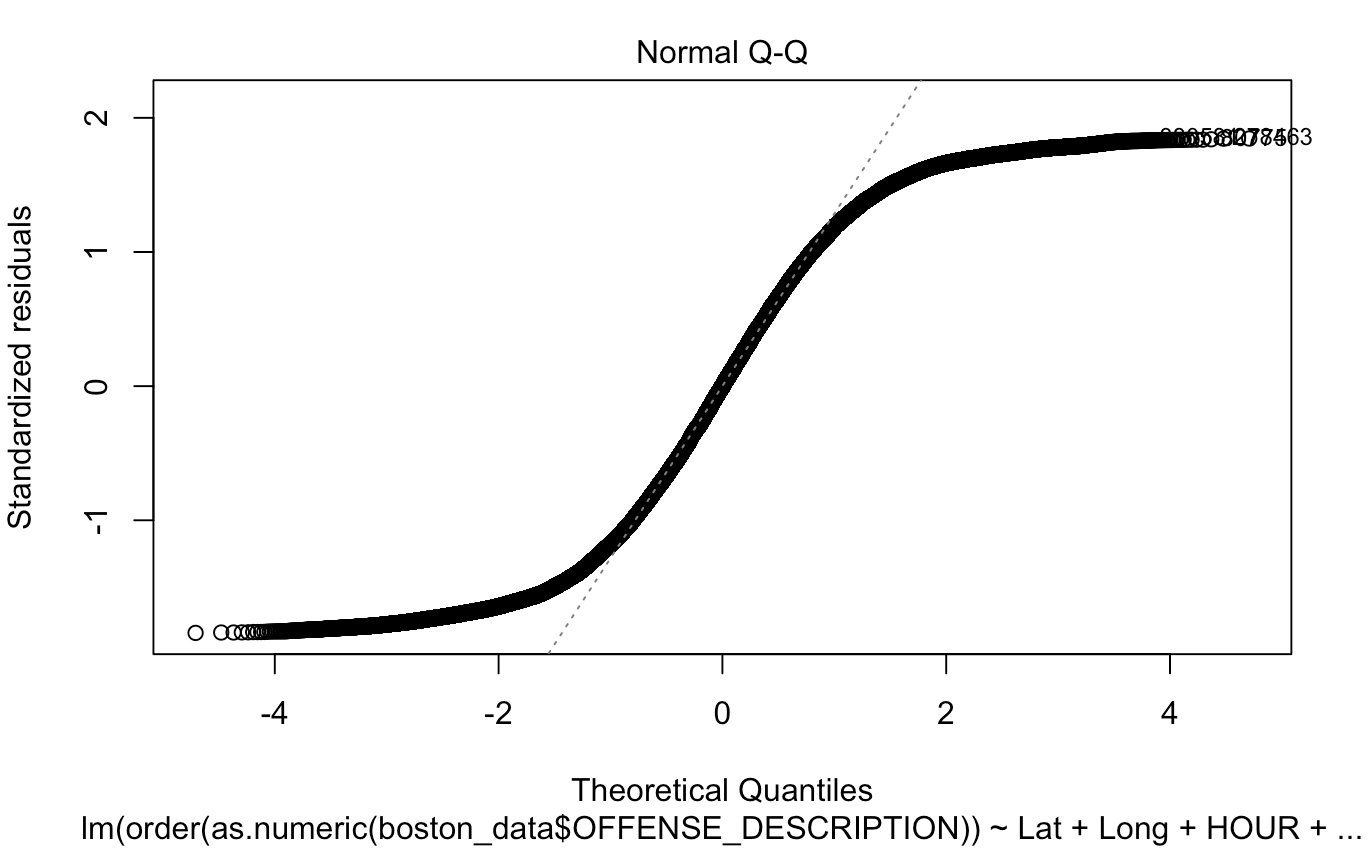 Normal Q-Q
Standardized residuals
2
1
0
-1
-4
-2
0
2
4
Theoretical Quantiles
lm(order(as.numeric(boston_data$OFFENSE_DESCRIPTION)) ~ Lat + Long + HOUR + ...